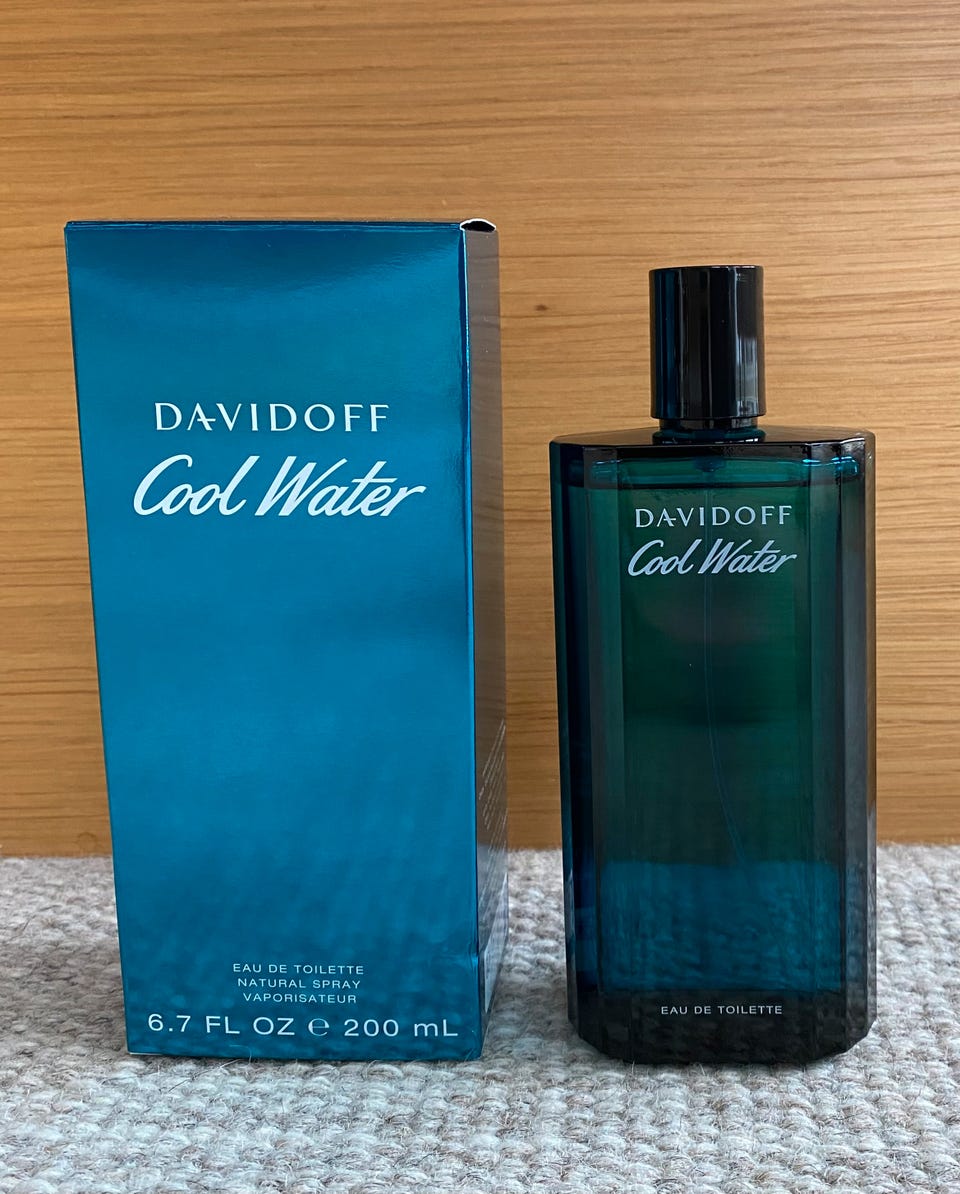 DAVIDOFF
Cool Water
EAU DE TOILETTE
NATURAL SPRAY
VAPORISATEUR
6.7 FL OZ ℮ 200 mL
DAVIDOFF
Cool Water
EAU DE TOILETTE